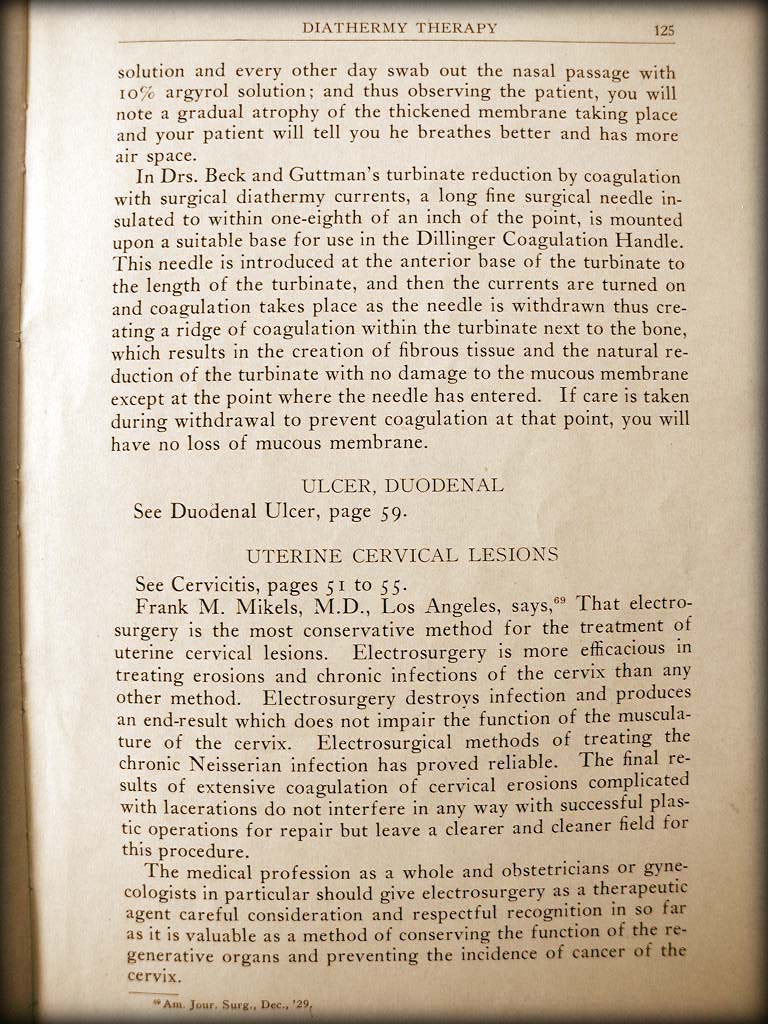 DIATHERMY THERAPY 125
solution and every other day swab out the nasal passage with
10% argyrol solution; and thus observing the patient, you will
note a gradual atrophy of the thickened membrane taking place
and your patient will tell you he breathes better and has more
air space.
In Drs. Beck and Guttman's turbinate reduction by coagulation
with surgical diathermy currents, a long fine surgical needle in-
sulated to within one-eighth of an inch of the point, is mounted
upon a suitable base for use in the Dillinger Coagulation Handle.
This needle is introduced at the anterior base of the turbinate to
the length of the turbinate, and then the currents are turned on
and coagulation takes place as the needle is withdrawn thus cre-
ating a ridge of coagulation within the turbinate next to the bone,
which results in the creation of fibrous tissue and the natural re-
duction of the turbinate with no damage to the mucous membrane
except at the point where the needle has entered. If care is taken
during withdrawal to prevent coagulation at that point, you will
have no loss of mucous membrane.
ULCER, DUODENAL
See Duodenal Ulcer, page 59.
UTERINE CERVICAL LESIONS
See Cervicitis, pages 51 to 55.
Frank M. Mikels, M.D., Los Angeles, says,⁶⁹ That electro-
surgery is the most conservative method for the treatment of
uterine cervical lesions. Electrosurgery is more efficacious in
treating erosions and chronic infections of the cervix than any
other method. Electrosurgery destroys infection and produces
an end-result which does not impair the function of the muscula-
ture of the cervix. Electrosurgical methods of treating the
chronic Neisserian infection has proved reliable. The final re-
sults of extensive coagulation of cervical erosions complicated
with lacerations do not interfere in any way with successful plas-
tic operations for repair but leave a clearer and cleaner field for
this procedure.
The medical profession as a whole and obstetricians or gyne-
cologists in particular should give electrosurgery as a therapeutic
agent careful consideration and respectful recognition in so far
as it is valuable as a method of conserving the function of the re-
generative organs and preventing the incidence of cancer of the
cervix.
⁶⁹ Am. Jour. Surg., Dec., '29.